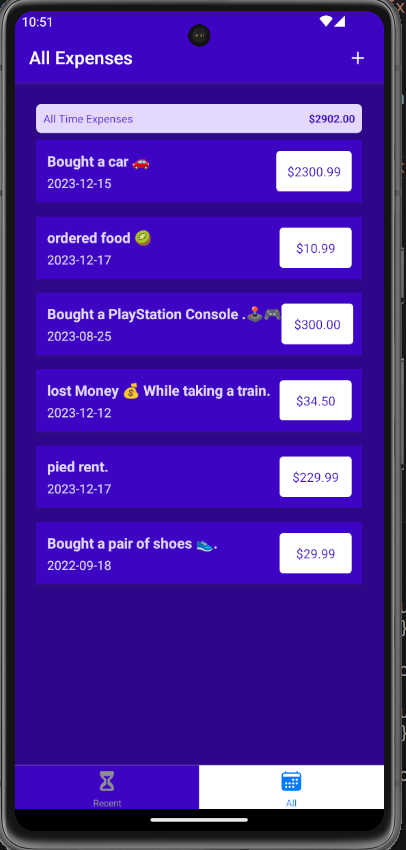 10:51
All Expenses +
All Time Expenses $2902.00
Bought a car 🚗
2023-12-15
$2300.99
ordered food 🥝
2023-12-17
$10.99
Bought a PlayStation Console .🕹️🎮
2023-08-25
$300.00
lost Money 💰 While taking a train.
2023-12-12
$34.50
pied rent.
2023-12-17
$229.99
Bought a pair of shoes 👟.
2022-09-18
$29.99
Recent
All